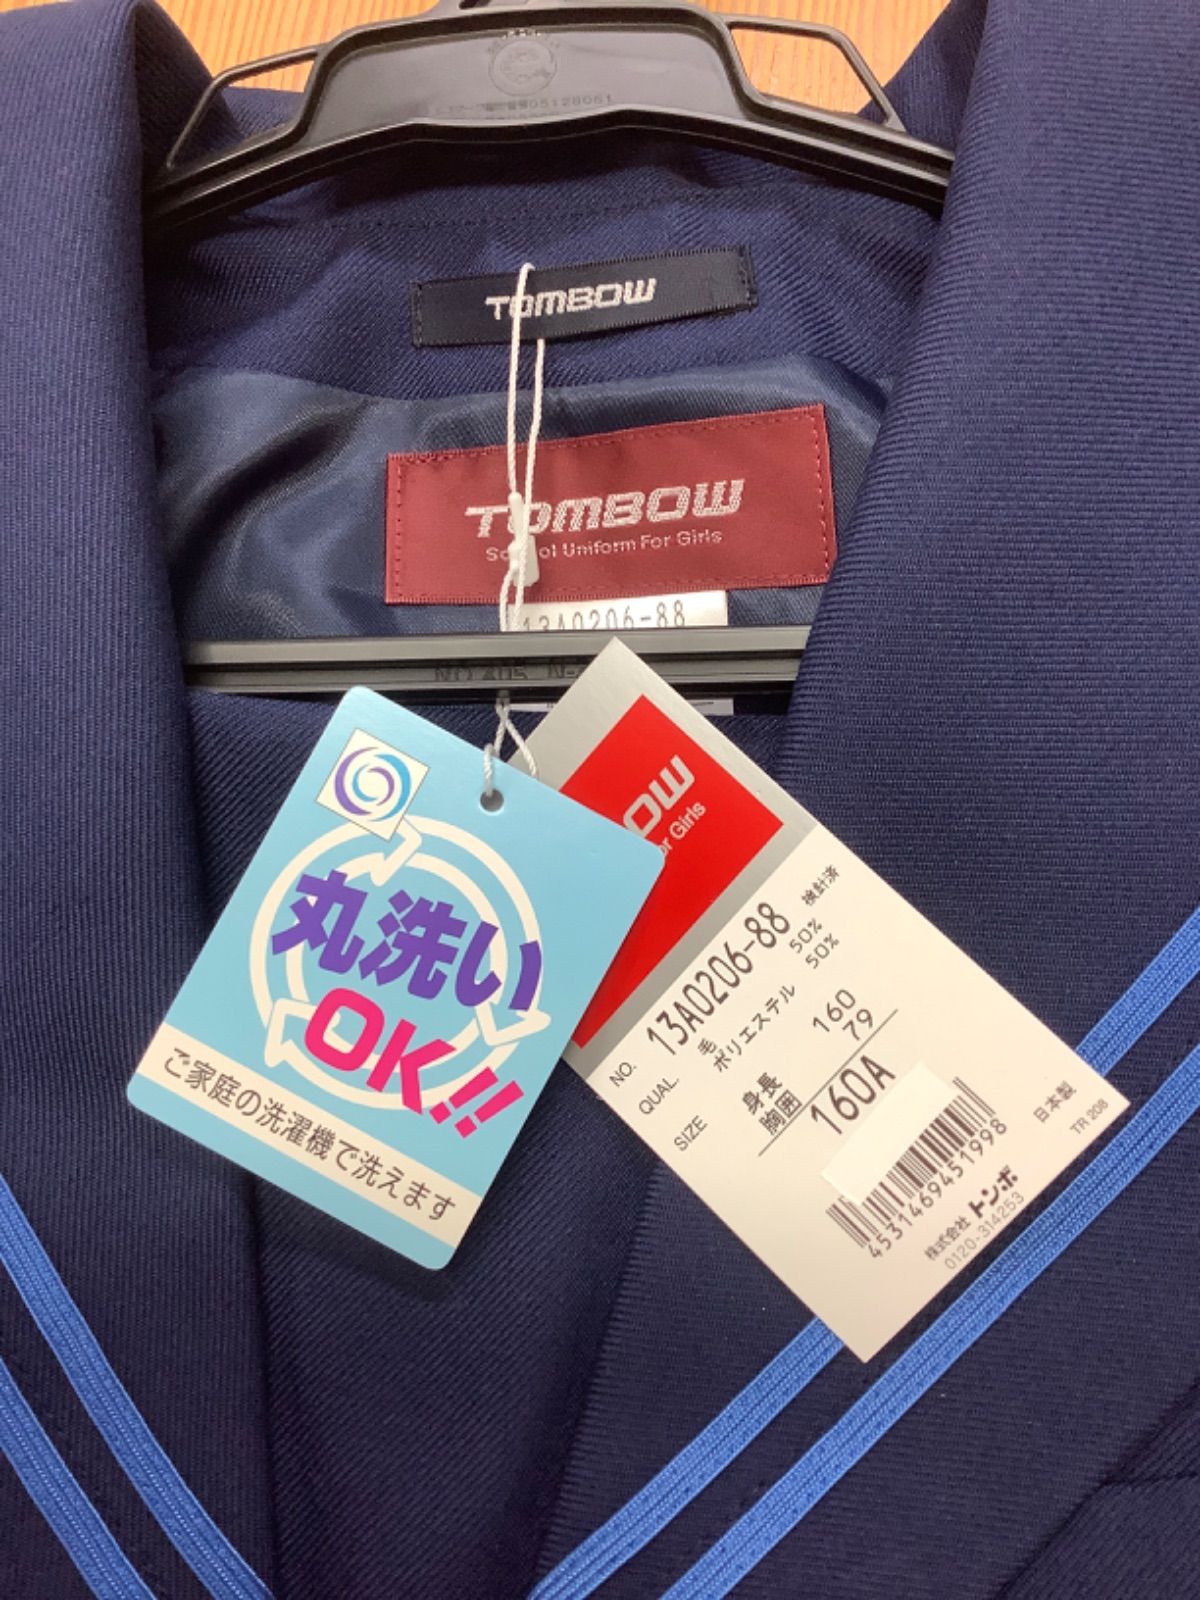 05128061
TOMBOW
TOMBOW
School Uniform For Girls
13A0206-88
丸洗い
OK!!
ご家庭の洗濯機で洗えます
OW
or Girls
検針済
NO. 13A0206-88
QUAL. 毛 50%
ポリエステル 50%
SIZE 身長 160
胸囲 79
160A
4531469451998
日本製
TR 208
株式会社 トンボ
0120-314253